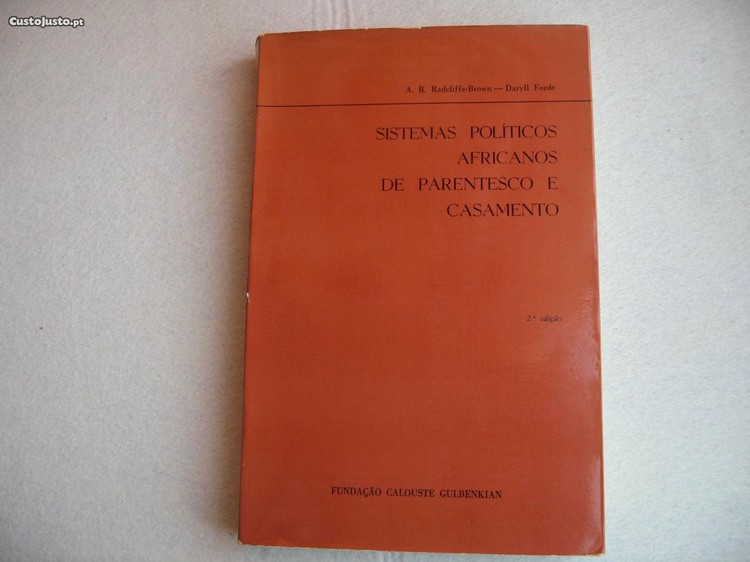 CustoJusto.pt
A. R. Radcliffe-Brown — Daryll Forde
SISTEMAS POLÍTICOS
AFRICANOS
DE PARENTESCO E
CASAMENTO
2.ª edição
FUNDAÇÃO CALOUSTE GULBENKIAN